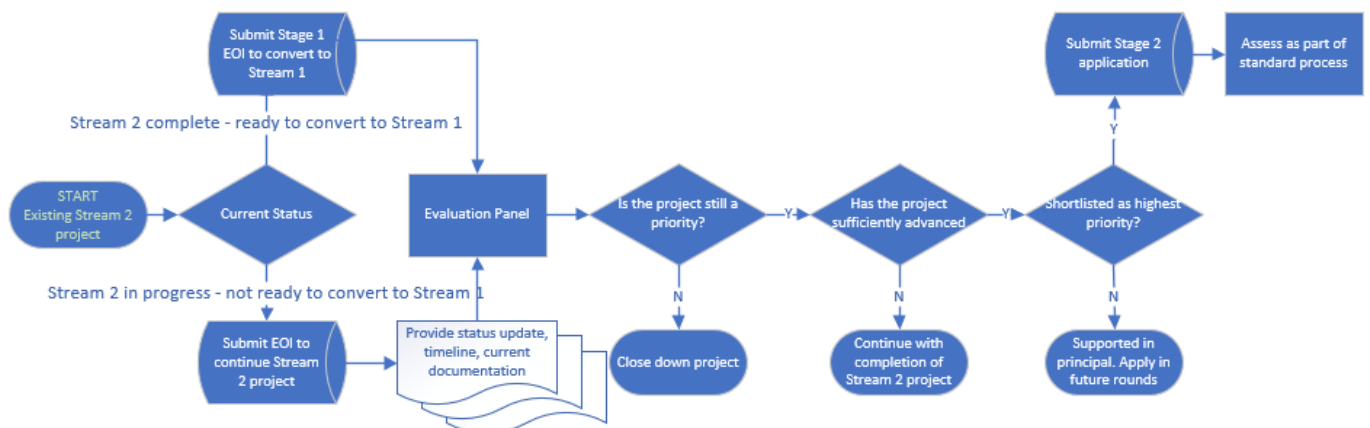 Submit Stage 1
EOI to convert to
Stream 1
Submit Stage 2
application
Assess as part of
standard process
Stream 2 complete - ready to convert to Stream 1
Y
START
Existing Stream 2
project
Current Status
Evaluation Panel
Is the project still a
priority?
Y
Has the project
sufficiently advanced
Y
Shortlisted as highest
priority?
Stream 2 in progress - not ready to convert to Stream 1
N
N
N
Submit EOI to
continue Stream
2 project
Provide status update,
timeline, current
documentation
Close down project
Continue with
completion of
Stream 2 project
Supported in
principal. Apply in
future rounds